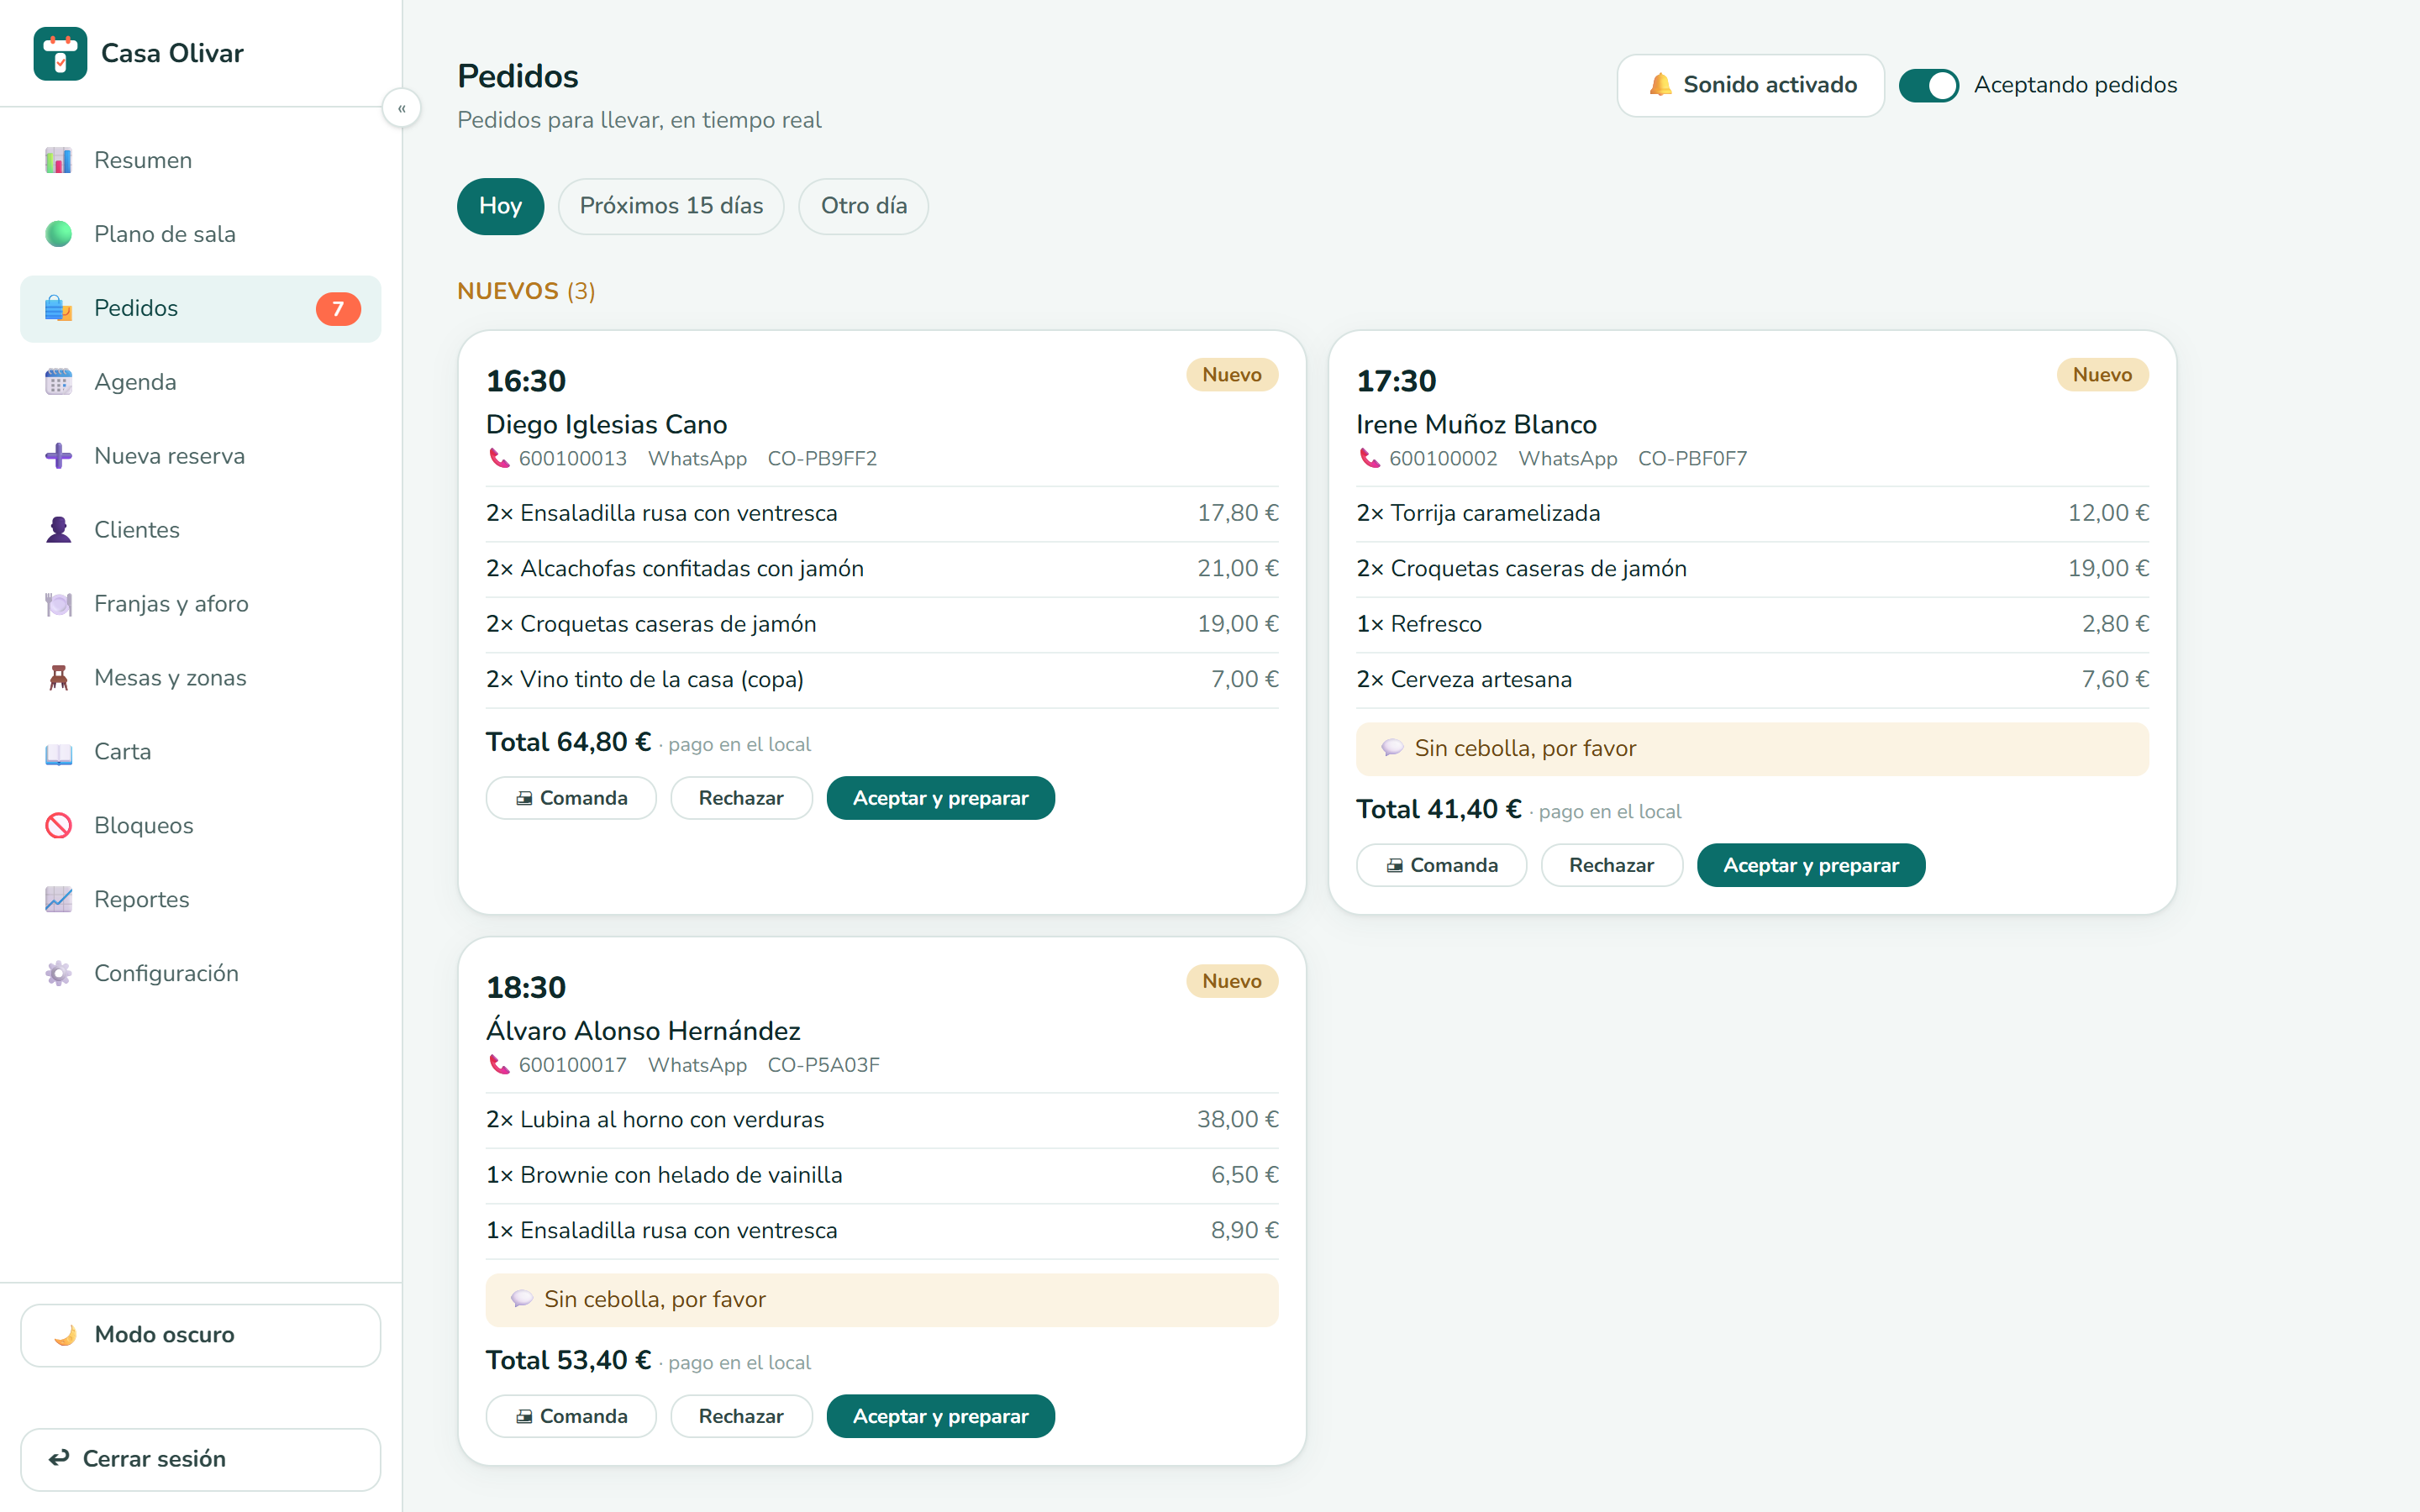 Casa Olivar
«
Resumen
Plano de sala
Pedidos 7
Agenda
Nueva reserva
Clientes
Franjas y aforo
Mesas y zonas
Carta
Bloqueos
Reportes
Configuración
Modo oscuro
Cerrar sesión
Pedidos
Pedidos para llevar, en tiempo real
Sonido activado
Aceptando pedidos
Hoy Próximos 15 días Otro día
NUEVOS (3)
16:30 Nuevo
Diego Iglesias Cano
600100013 WhatsApp CO-PB9FF2
2× Ensaladilla rusa con ventresca 17,80 €
2× Alcachofas confitadas con jamón 21,00 €
2× Croquetas caseras de jamón 19,00 €
2× Vino tinto de la casa (copa) 7,00 €
Total 64,80 € · pago en el local
Comanda Rechazar Aceptar y preparar
17:30 Nuevo
Irene Muñoz Blanco
600100002 WhatsApp CO-PBF0F7
2× Torrija caramelizada 12,00 €
2× Croquetas caseras de jamón 19,00 €
1× Refresco 2,80 €
2× Cerveza artesana 7,60 €
Sin cebolla, por favor
Total 41,40 € · pago en el local
Comanda Rechazar Aceptar y preparar
18:30 Nuevo
Álvaro Alonso Hernández
600100017 WhatsApp CO-P5A03F
2× Lubina al horno con verduras 38,00 €
1× Brownie con helado de vainilla 6,50 €
1× Ensaladilla rusa con ventresca 8,90 €
Sin cebolla, por favor
Total 53,40 € · pago en el local
Comanda Rechazar Aceptar y preparar